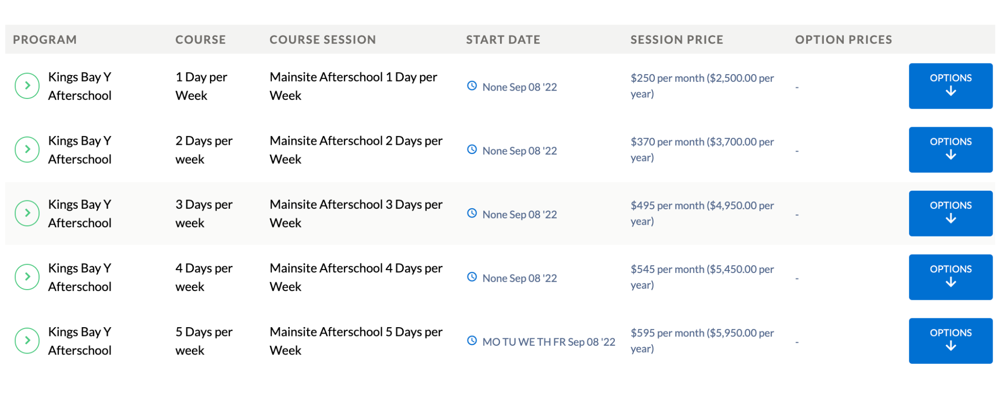 PROGRAM COURSE COURSE SESSION START DATE SESSION PRICE OPTION PRICES
Kings Bay Y
Afterschool
1 Day per
Week
Mainsite Afterschool 1 Day per
Week
None Sep 08 '22
$250 per month ($2,500.00 per
year)
-
OPTIONS
Kings Bay Y
Afterschool
2 Days per
week
Mainsite Afterschool 2 Days per
Week
None Sep 08 '22
$370 per month ($3,700.00 per
year)
-
OPTIONS
Kings Bay Y
Afterschool
3 Days per
week
Mainsite Afterschool 3 Days per
Week
None Sep 08 '22
$495 per month ($4,950.00 per
year)
-
OPTIONS
Kings Bay Y
Afterschool
4 Days per
week
Mainsite Afterschool 4 Days per
Week
None Sep 08 '22
$545 per month ($5,450.00 per
year)
-
OPTIONS
Kings Bay Y
Afterschool
5 Days per
week
Mainsite Afterschool 5 Days per
Week
MO TU WE TH FR Sep 08 '22
$595 per month ($5,950.00 per
year)
-
OPTIONS